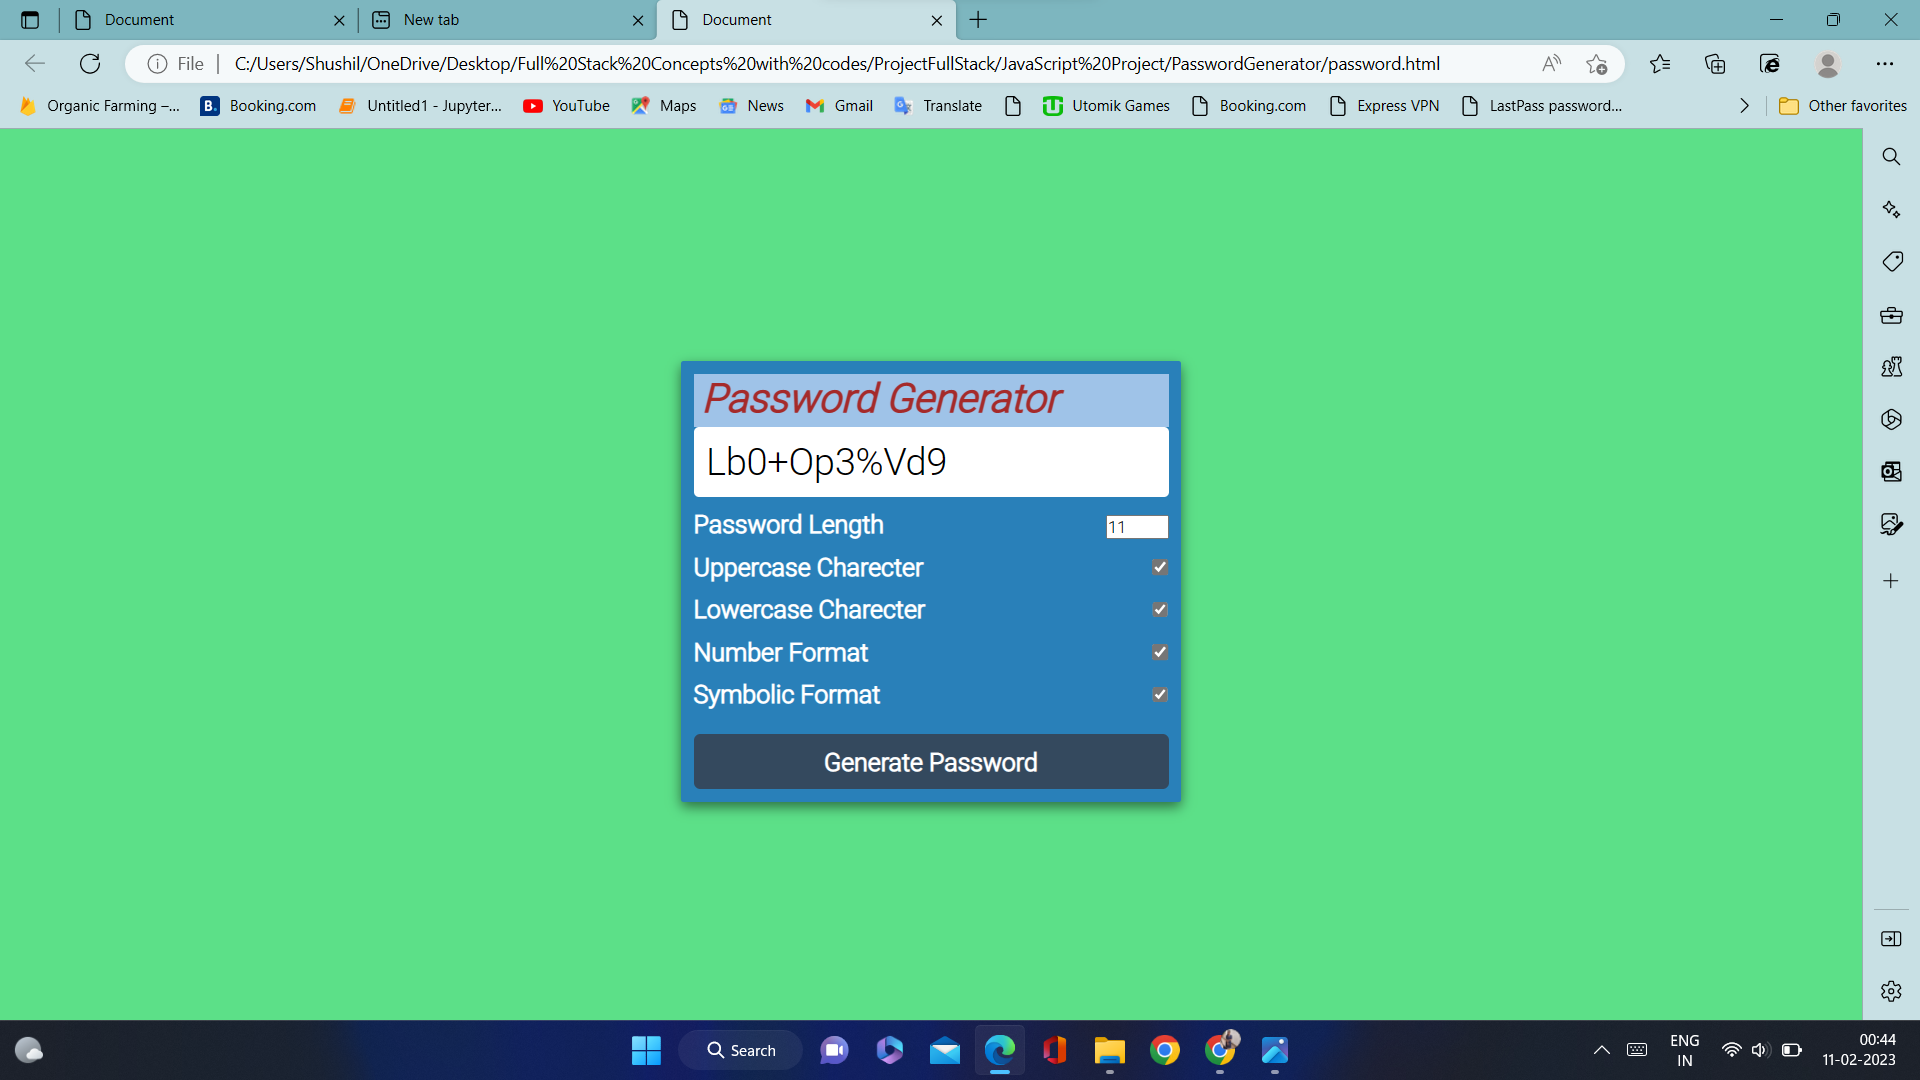 Document
New tab
Document
File
C:/Users/Shushil/OneDrive/Desktop/Full%20Stack%20Concepts%20with%20codes/ProjectFullStack/JavaScript%20Project/PasswordGenerator/password.html
Organic Farming –... Booking.com Untitled1 - Jupyter... YouTube Maps News Gmail Translate Utomik Games Booking.com Express VPN LastPass password... Other favorites
Password Generator
Lb0+Op3%Vd9
Password Length 11
Uppercase Charecter
Lowercase Charecter
Number Format
Symbolic Format
Generate Password
Search
ENG
IN
00:44
11-02-2023